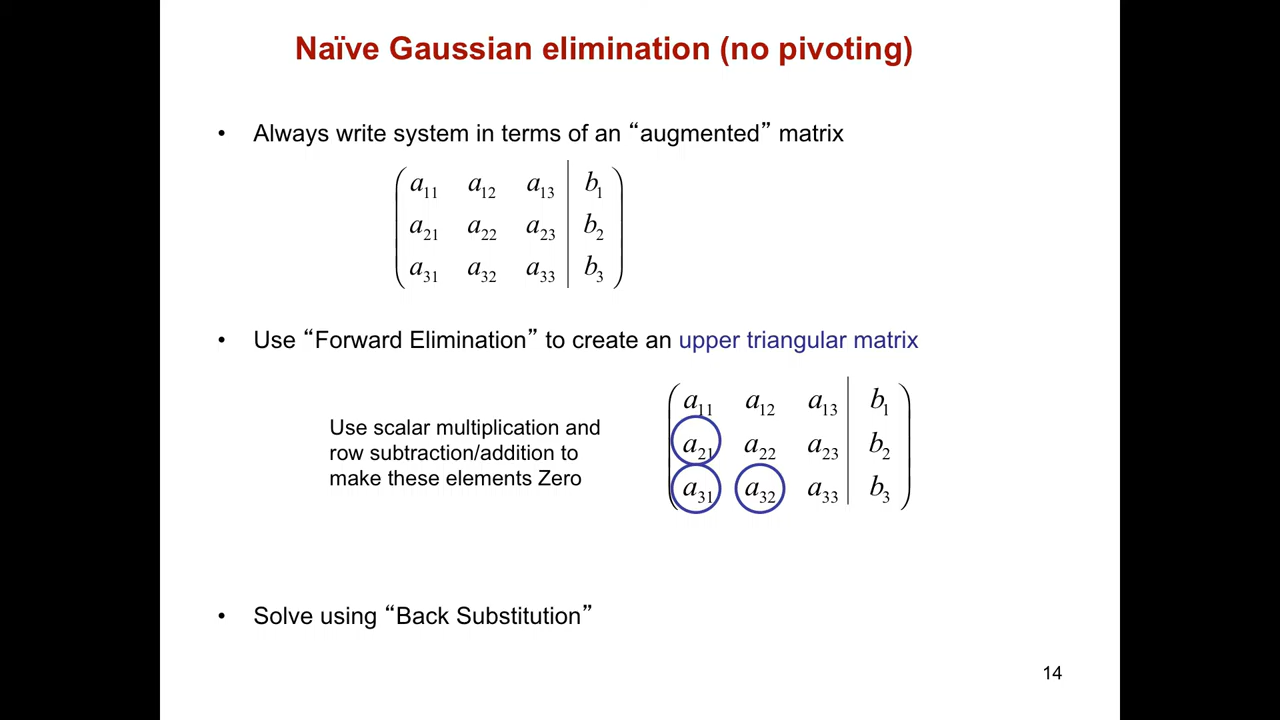 Naïve Gaussian elimination (no pivoting)
• Always write system in terms of an “augmented” matrix
a11 a12 a13 | b1
a21 a22 a23 | b2
a31 a32 a33 | b3
• Use “Forward Elimination” to create an upper triangular matrix
Use scalar multiplication and
row subtraction/addition to
make these elements Zero
a11 a12 a13 | b1
a21 a22 a23 | b2
a31 a32 a33 | b3
• Solve using “Back Substitution”
14